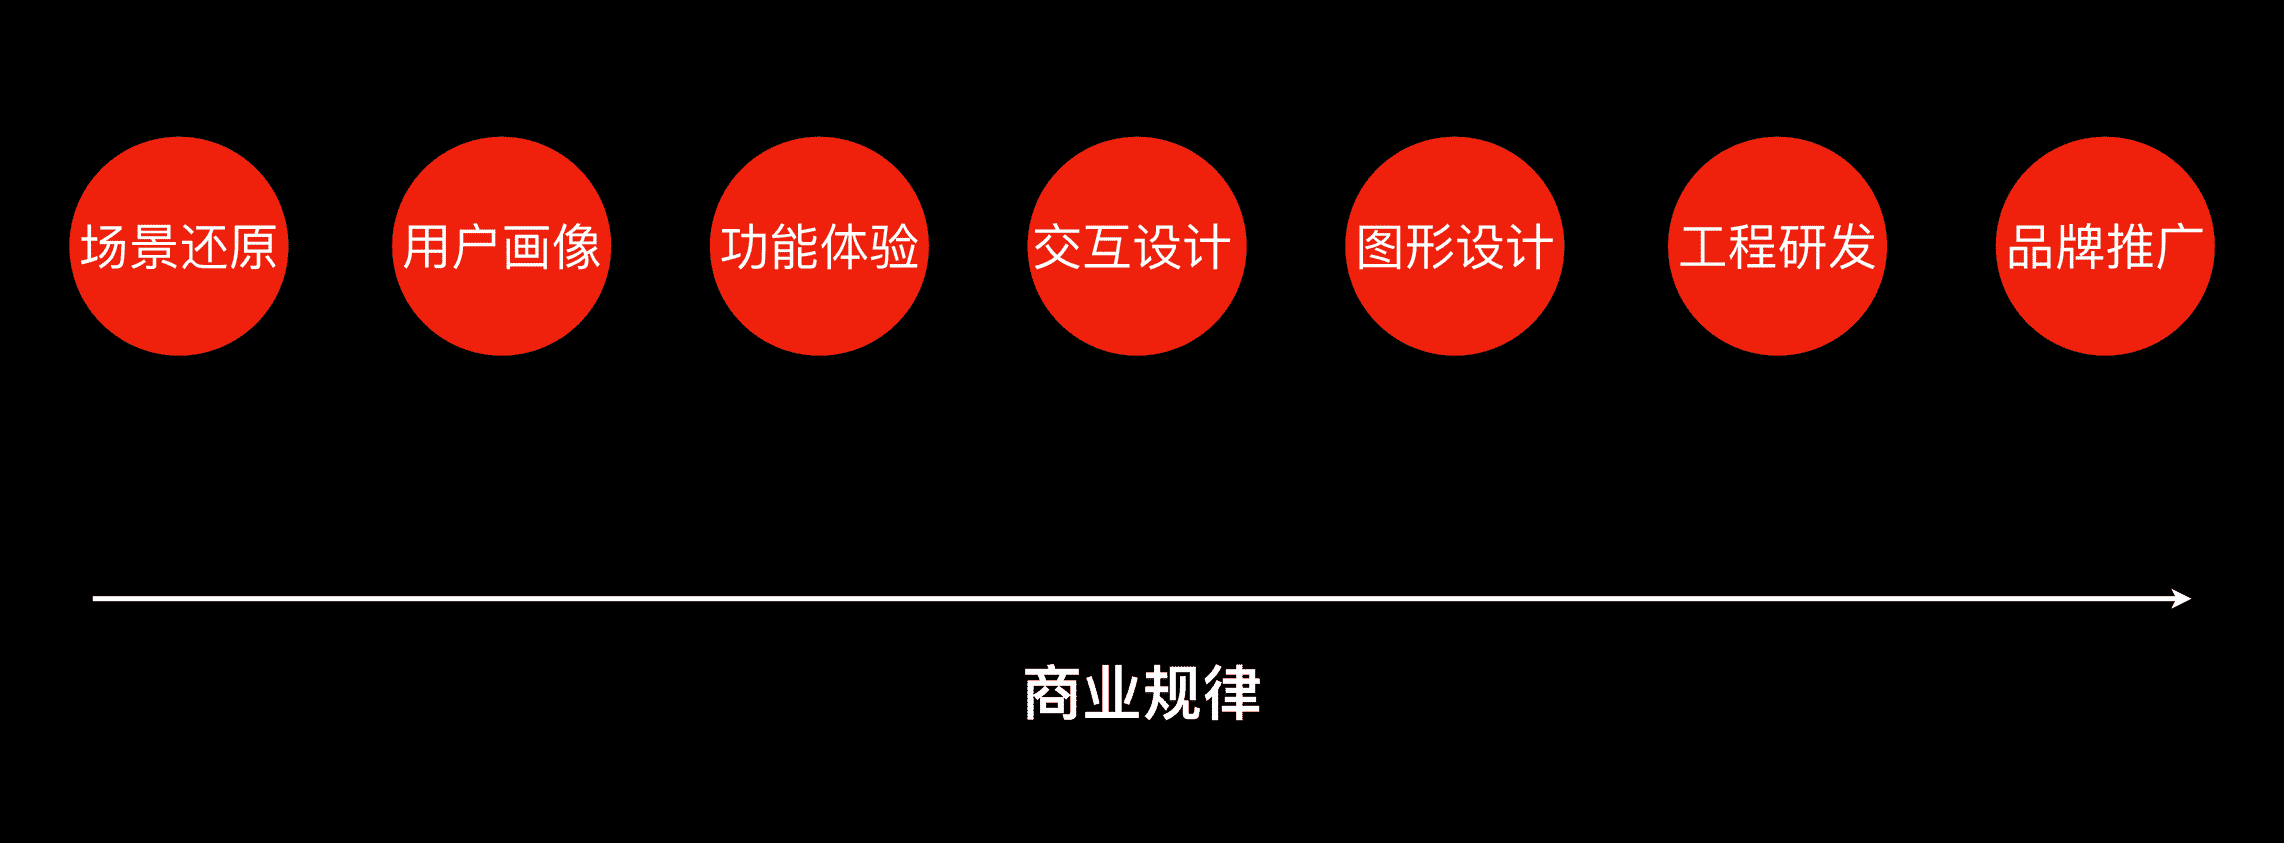 场景还原
用户画像
功能体验
交互设计
图形设计
工程研发
品牌推广
商业规律